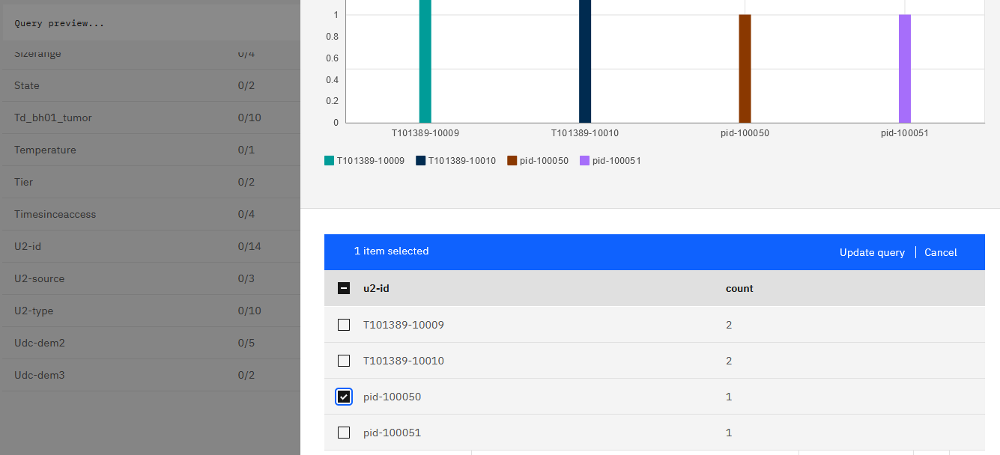 Query preview...
Sizerange 0/4
State 0/2
Td_bh01_tumor 0/10
Temperature 0/1
Tier 0/2
Timesinceaccess 0/4
U2-id 0/14
U2-source 0/3
U2-type 0/10
Udc-dem2 0/5
Udc-dem3 0/2
1
0.8
0.6
0.4
0.2
0
T101389-10009 T101389-10010 pid-100050 pid-100051
T101389-10009 T101389-10010 pid-100050 pid-100051
1 item selected Update query Cancel
u2-id count
T101389-10009 2
T101389-10010 2
pid-100050 1
pid-100051 1